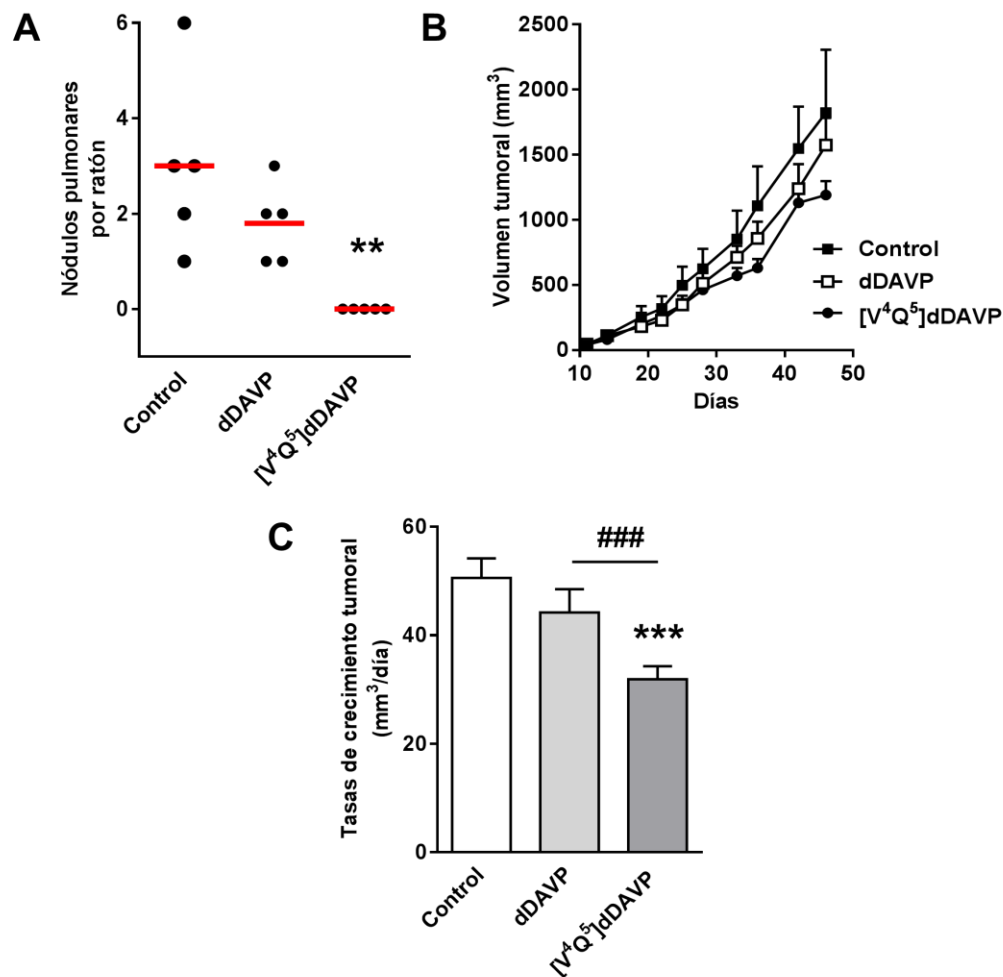 A
Nódulos pulmonares
por ratón
6
4
2
0
**
Control
dDAVP
[V⁴Q⁵]dDAVP
B
Volumen tumoral (mm³)
2500
2000
1500
1000
500
0
10
20
30
40
50
Días
Control
dDAVP
[V⁴Q⁵]dDAVP
C
Tasas de crecimiento tumoral
(mm³/día)
60
40
20
0
###
***
Control
dDAVP
[V⁴Q⁵]dDAVP